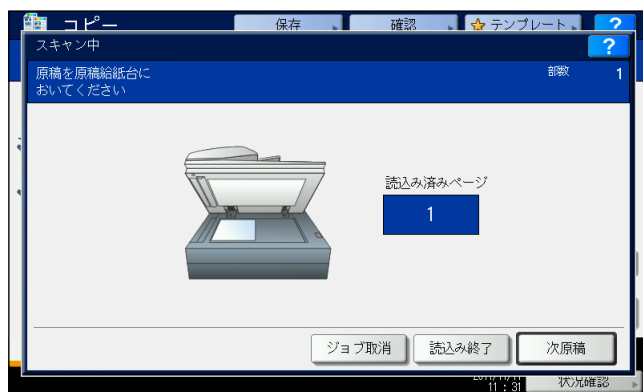 コピー 保存 確認 テンプレート ?
スキャン中 ?
原稿を原稿給紙台に 部数 1
おいてください
読込み済みページ
1
ジョブ取消 読込み終了 次原稿
11：31 状況確認